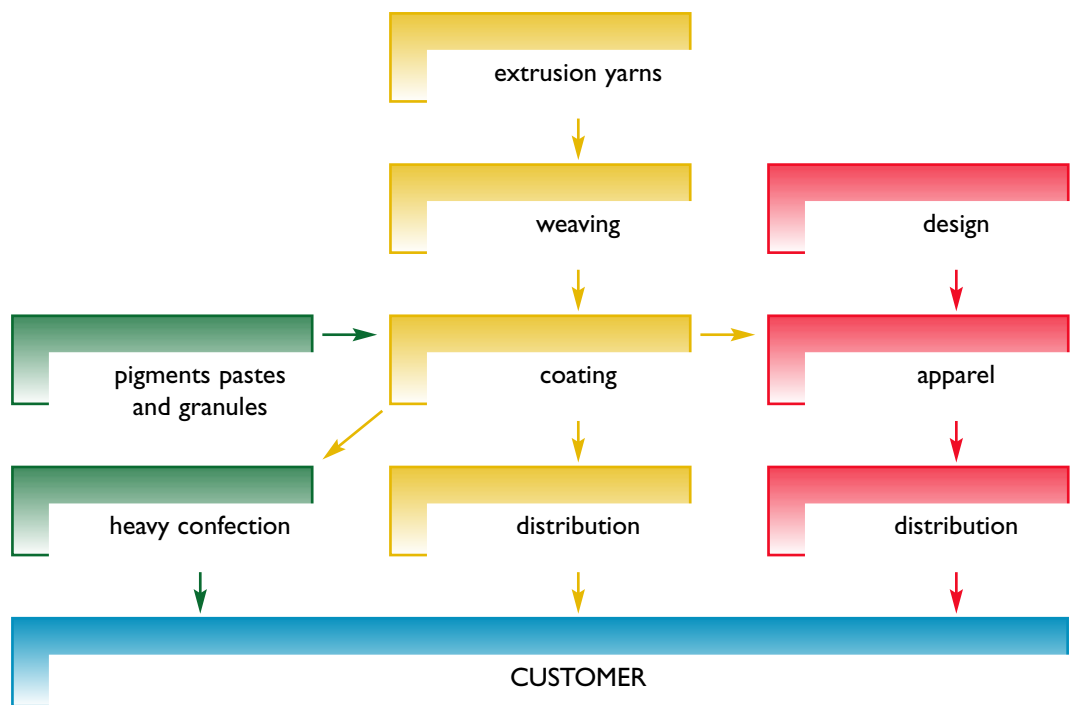 extrusion yarns
weaving
design
pigments pastes
and granules
coating
apparel
heavy confection
distribution
distribution
CUSTOMER